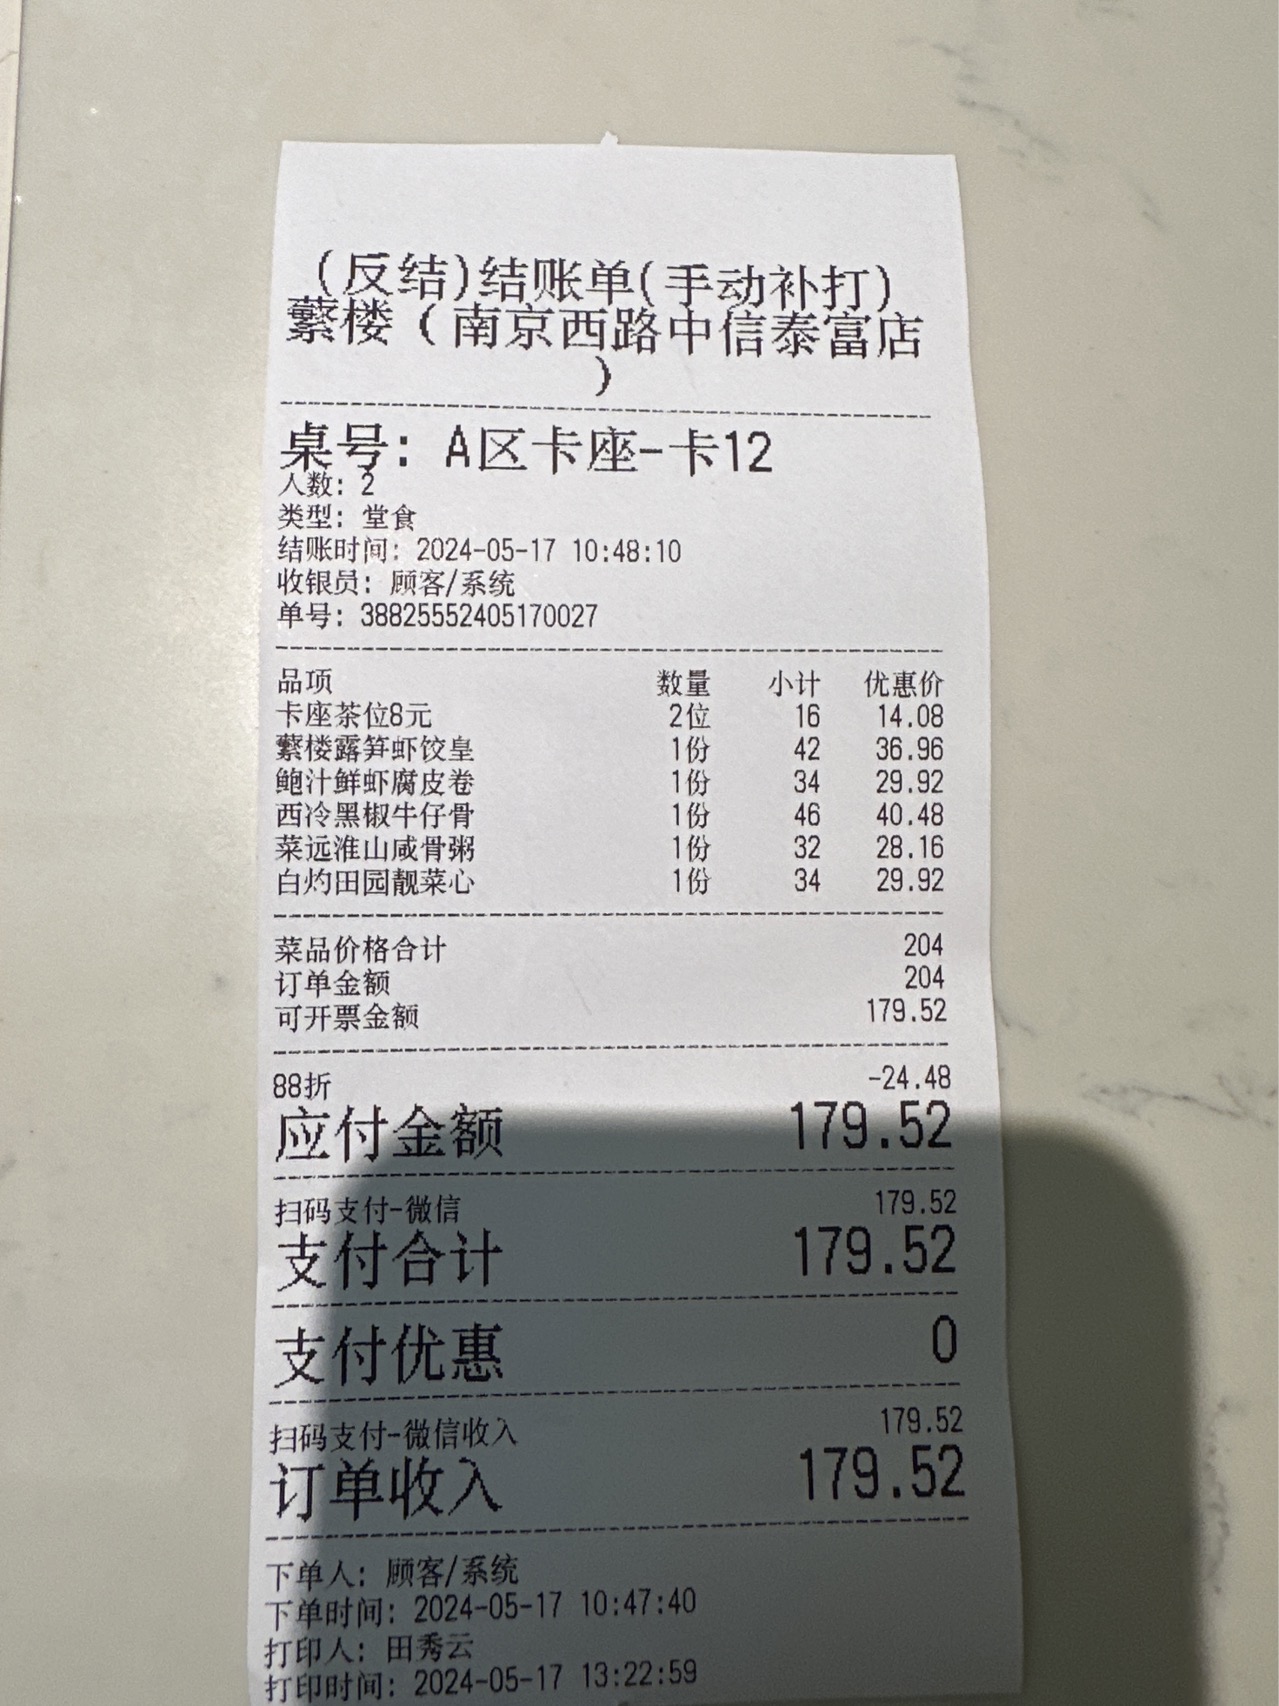 (反结)结账单(手动补打)
蘩楼（南京西路中信泰富店
）
桌号: A区卡座-卡12
人数: 2
类型: 堂食
结账时间: 2024-05-17 10:48:10
收银员: 顾客/系统
单号: 38825552405170027
品项 数量 小计 优惠价
卡座茶位8元 2位 16 14.08
蘩楼露笋虾饺皇 1份 42 36.96
鲍汁鲜虾腐皮卷 1份 34 29.92
西冷黑椒牛仔骨 1份 46 40.48
菜远淮山咸骨粥 1份 32 28.16
白灼田园靓菜心 1份 34 29.92
菜品价格合计 204
订单金额 204
可开票金额 179.52
88折 -24.48
应付金额 179.52
扫码支付-微信 179.52
支付合计 179.52
支付优惠 0
扫码支付-微信收入 179.52
订单收入 179.52
下单人: 顾客/系统
下单时间: 2024-05-17 10:47:40
打印人: 田秀云
打印时间: 2024-05-17 13:22:59